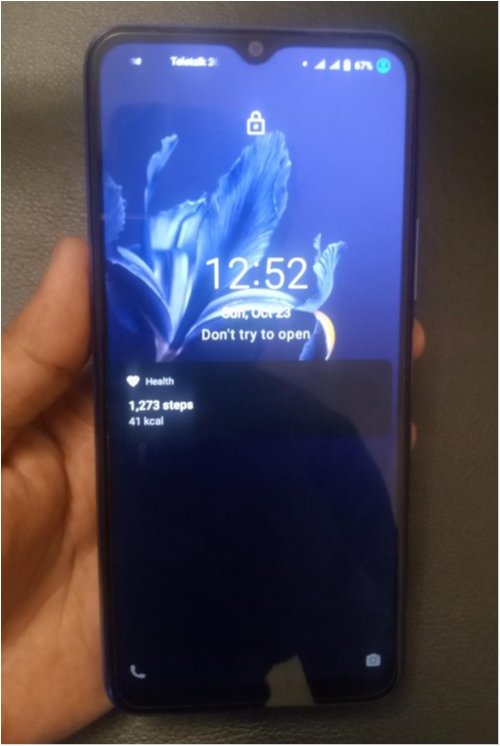 Teletalk 67%
12:52
Sun, Oct 23
Don't try to open
Health
1,273 steps
41 kcal